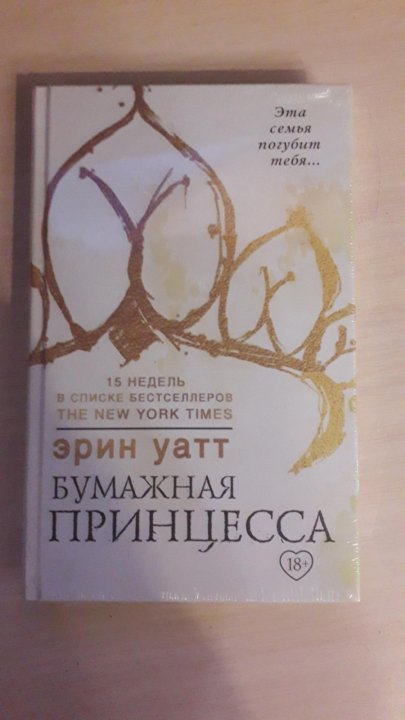 Эта
семья
погубит
тебя...
15 НЕДЕЛЬ
В СПИСКЕ БЕСТСЕЛЛЕРОВ
THE NEW YORK TIMES
ЭРИН УАТТ
БУМАЖНАЯ
ПРИНЦЕССА
18+